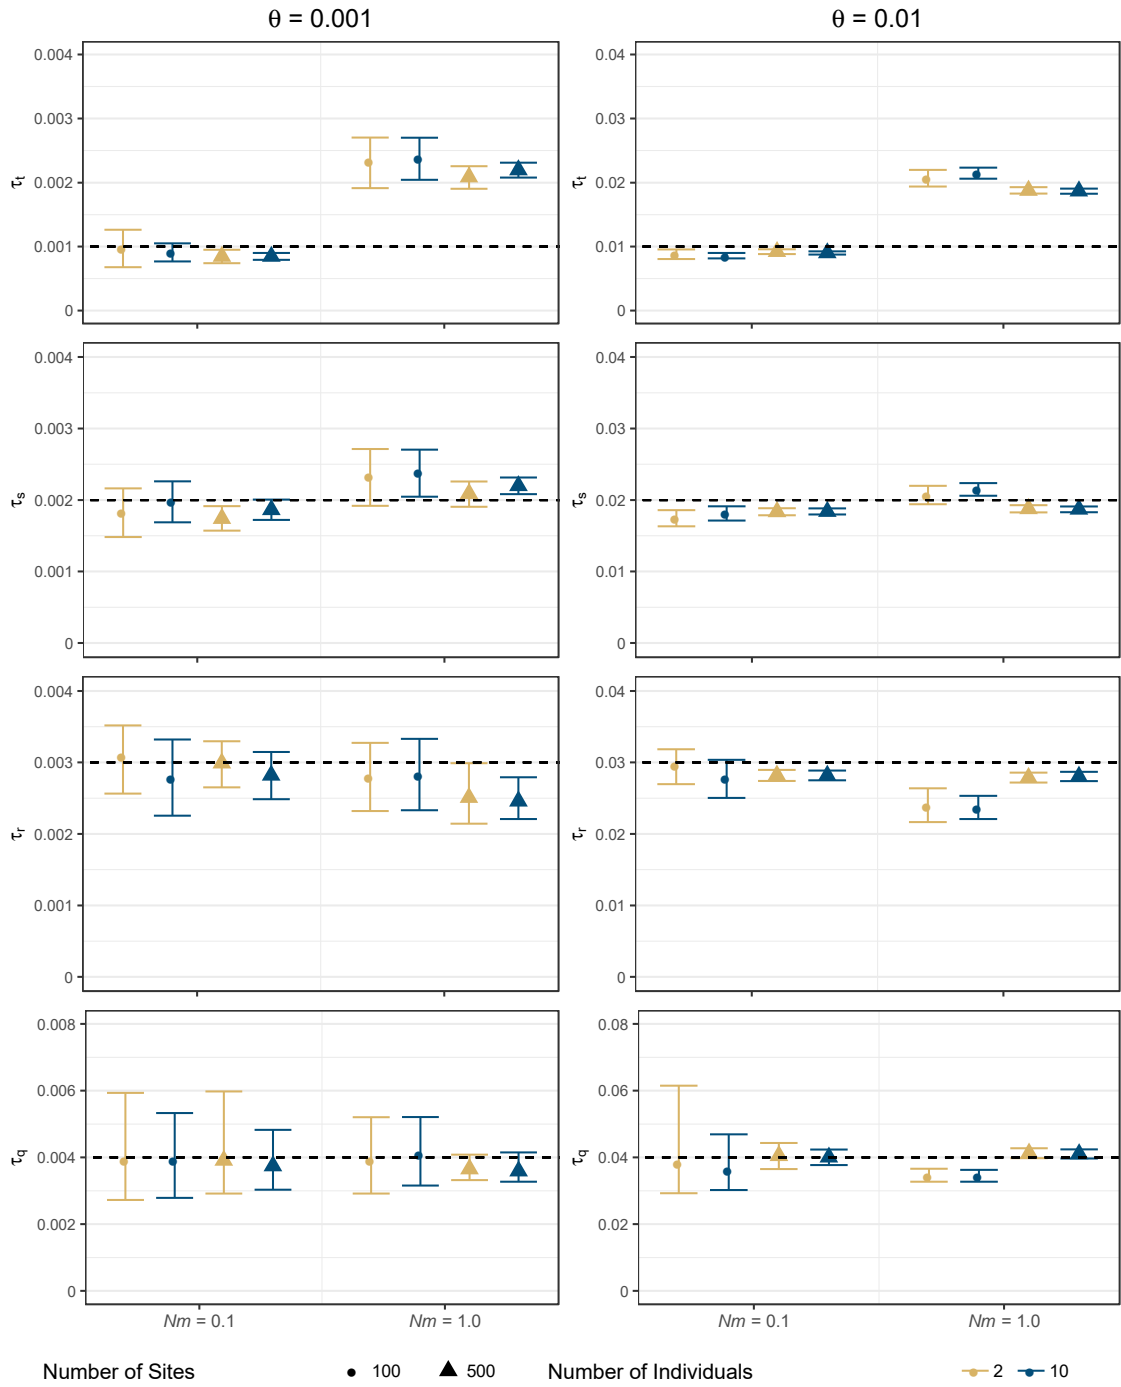 θ = 0.001
θ = 0.01
0.004
0.003
0.002
0.001
0
τt
0.04
0.03
0.02
0.01
0
τt
0.004
0.003
0.002
0.001
0
τs
0.04
0.03
0.02
0.01
0
τs
0.004
0.003
0.002
0.001
0
τr
0.04
0.03
0.02
0.01
0
τr
0.008
0.006
0.004
0.002
0
τq
0.08
0.06
0.04
0.02
0
τq
Nm = 0.1
Nm = 1.0
Nm = 0.1
Nm = 1.0
Number of Sites 100 500 Number of Individuals 2 10